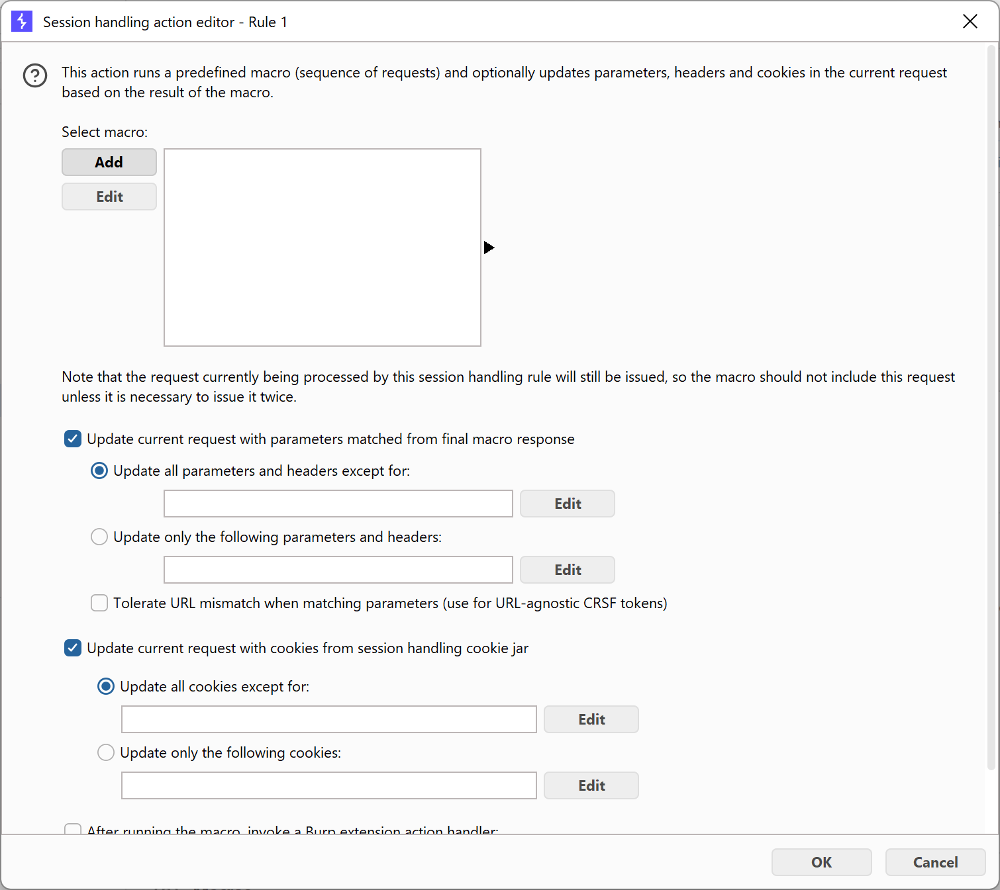 Session handling action editor - Rule 1
This action runs a predefined macro (sequence of requests) and optionally updates parameters, headers and cookies in the current request
based on the result of the macro.
Select macro:
Add
Edit
Note that the request currently being processed by this session handling rule will still be issued, so the macro should not include this request
unless it is necessary to issue it twice.
Update current request with parameters matched from final macro response
Update all parameters and headers except for:
Edit
Update only the following parameters and headers:
Edit
Tolerate URL mismatch when matching parameters (use for URL-agnostic CRSF tokens)
Update current request with cookies from session handling cookie jar
Update all cookies except for:
Edit
Update only the following cookies:
Edit
After running the macro, invoke a Burp extension action handler:
OK
Cancel